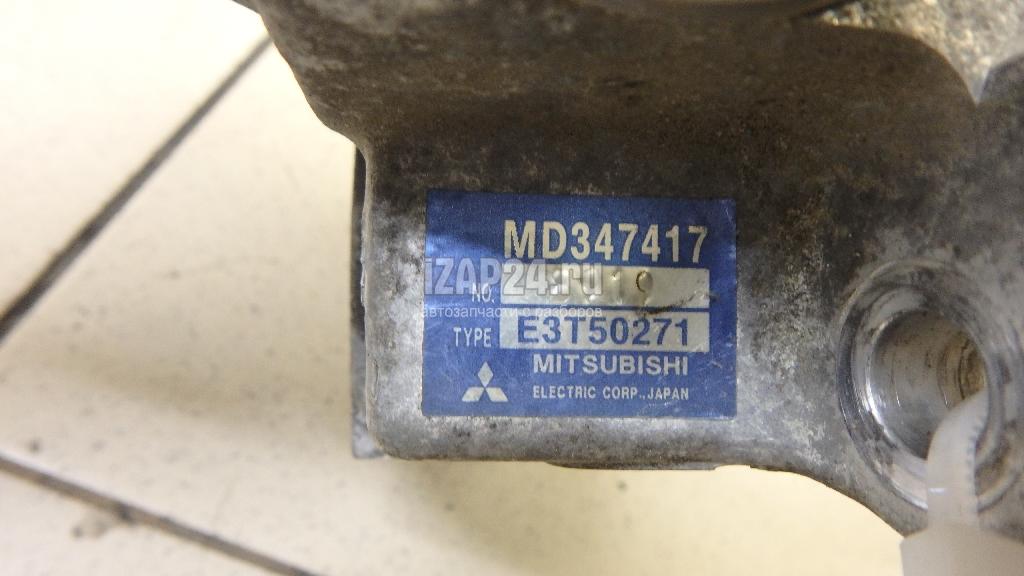 MD347417
iZAP24.ru
NO.
автозапчасти с разборов
TYPE E3T50271
MITSUBISHI
ELECTRIC CORP., JAPAN